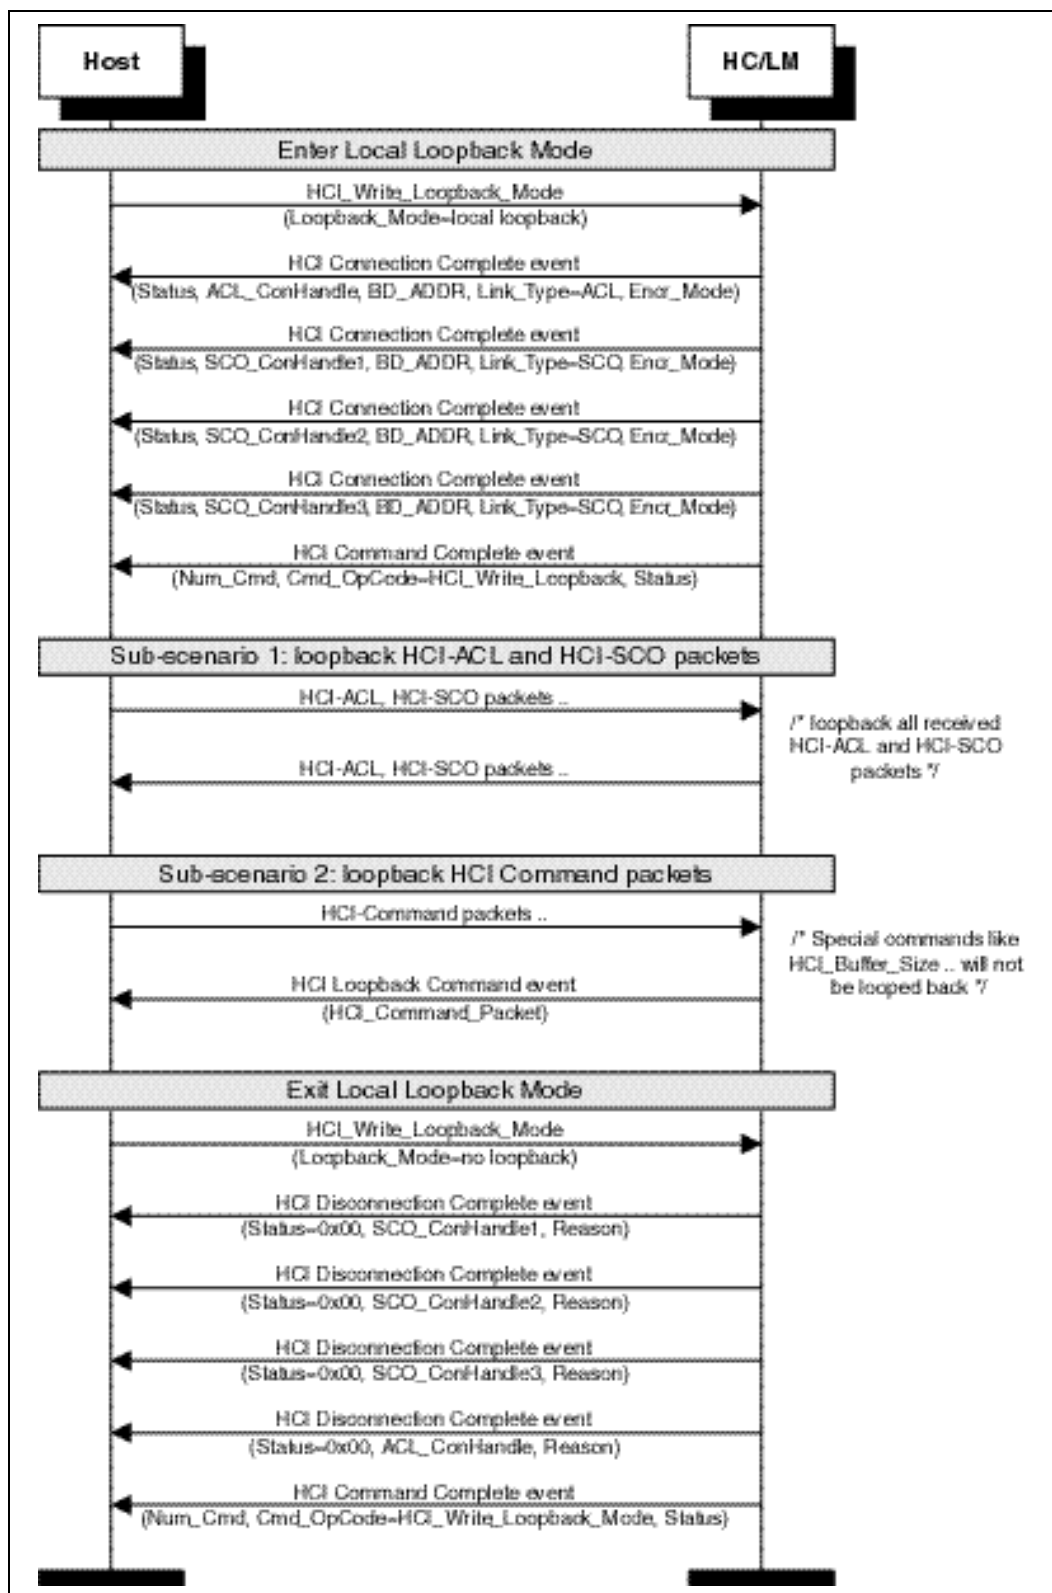 Host
HC/LM
Enter Local Loopback Mode
HCI_Write_Loopback_Mode
(Loopback_Mode=local loopback)
HCI Connection Complete event
(Status, ACL_ConHandle, BD_ADDR, Link_Type=ACL, Encr_Mode)
HCI Connection Complete event
(Status, SCO_ConHandle1, BD_ADDR, Link_Type=SCO, Encr_Mode)
HCI Connection Complete event
(Status, SCO_ConHandle2, BD_ADDR, Link_Type=SCO, Encr_Mode)
HCI Connection Complete event
(Status, SCO_ConHandle3, BD_ADDR, Link_Type=SCO, Encr_Mode)
HCI Command Complete event
(Num_Cmd, Cmd_OpCode=HCI_Write_Loopback, Status)
Sub-scenario 1: loopback HCI-ACL and HCI-SCO packets
HCI-ACL, HCI-SCO packets ..
/* loopback all received
HCI-ACL and HCI-SCO
packets */
HCI-ACL, HCI-SCO packets ..
Sub-scenario 2: loopback HCI Command packets
HCI-Command packets ..
/* Special commands like
HCI_Buffer_Size .. will not
be looped back */
HCI Loopback Command event
(HCI_Command_Packet)
Exit Local Loopback Mode
HCI_Write_Loopback_Mode
(Loopback_Mode=no loopback)
HCI Disconnection Complete event
(Status=0x00, SCO_ConHandle1, Reason)
HCI Disconnection Complete event
(Status=0x00, SCO_ConHandle2, Reason)
HCI Disconnection Complete event
(Status=0x00, SCO_ConHandle3, Reason)
HCI Disconnection Complete event
(Status=0x00, ACL_ConHandle, Reason)
HCI Command Complete event
(Num_Cmd, Cmd_OpCode=HCI_Write_Loopback_Mode, Status)